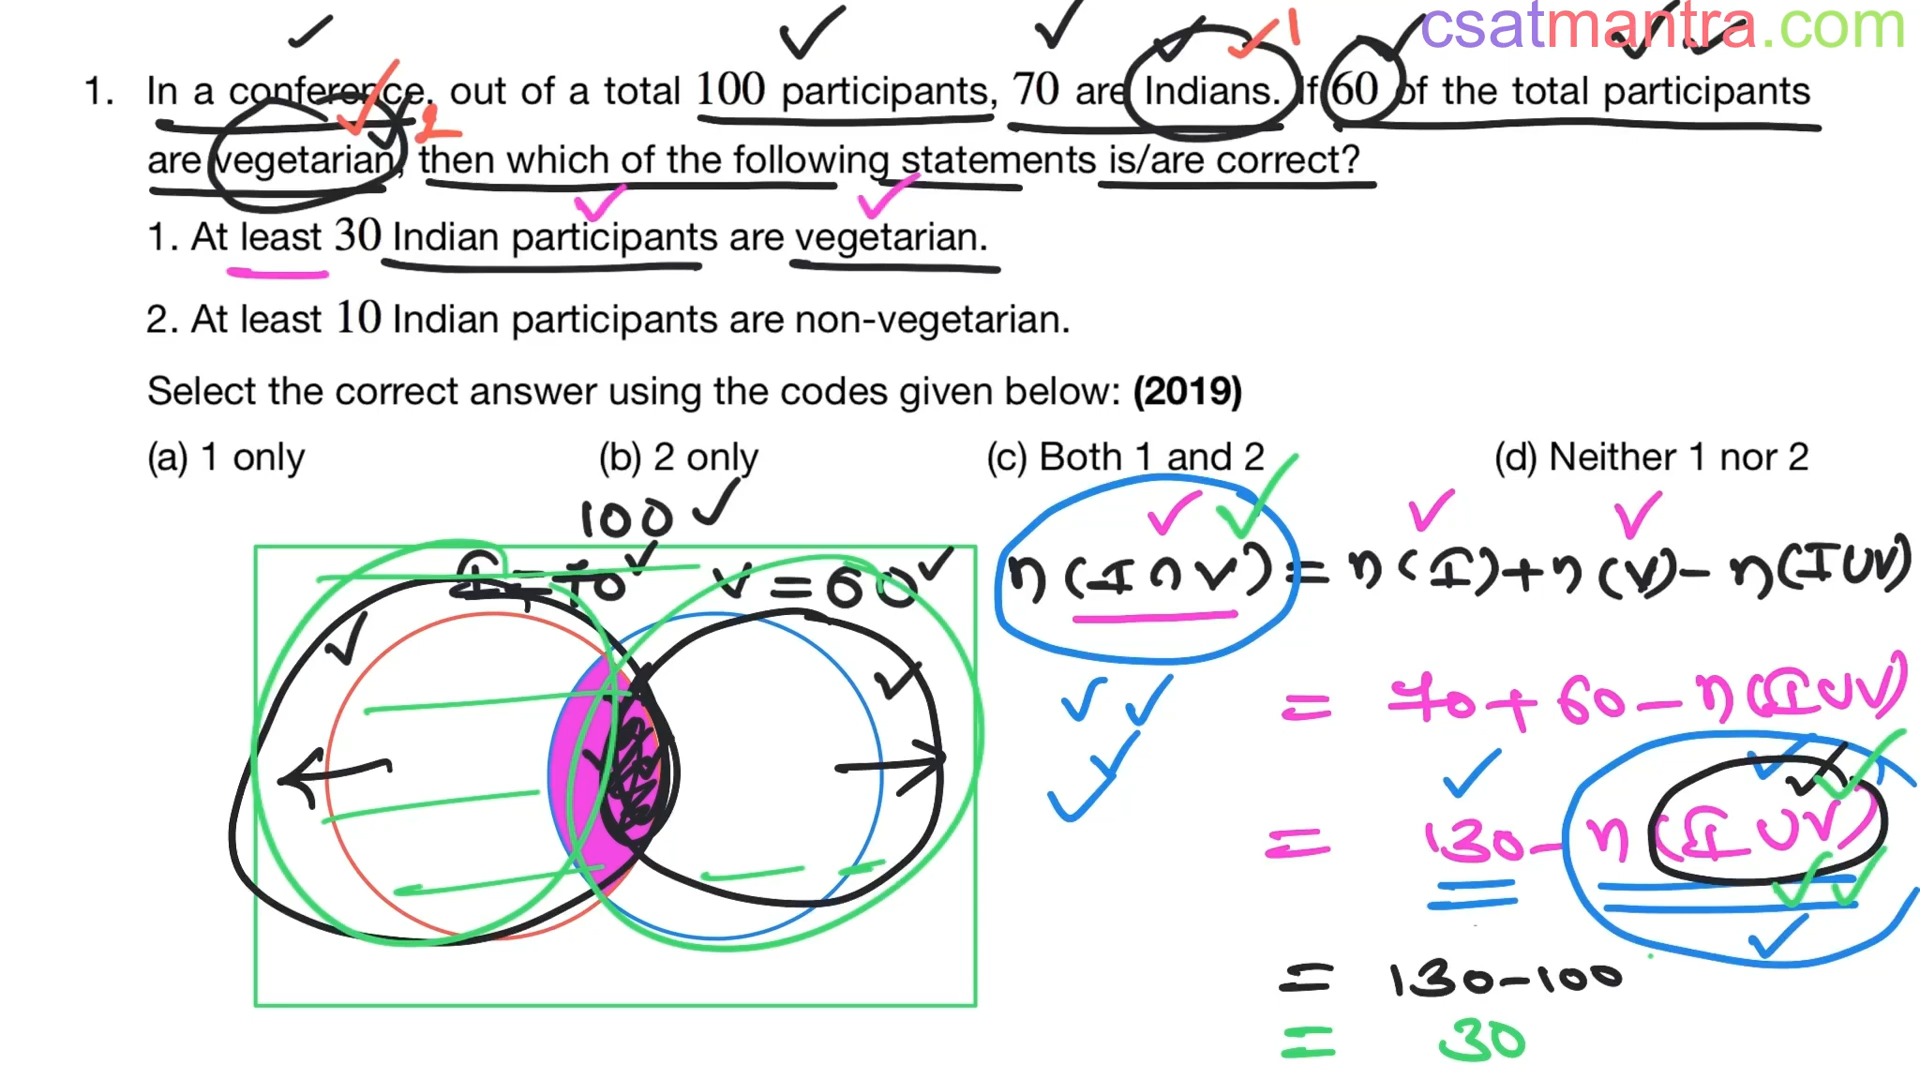 csatmantra.com
1. In a conference, out of a total 100 participants, 70 are Indians. If 60 of the total participants
are vegetarian, then which of the following statements is/are correct?
1. At least 30 Indian participants are vegetarian.
2. At least 10 Indian participants are non-vegetarian.
Select the correct answer using the codes given below: (2019)
(a) 1 only (b) 2 only (c) Both 1 and 2 (d) Neither 1 nor 2
100
I = 70 V = 60
n(I∩V) = n(I)+n(V)-n(I∪V)
= 70+60-n(I∪V)
= 130-n(I∪V)
= 130-100
= 30
1
2